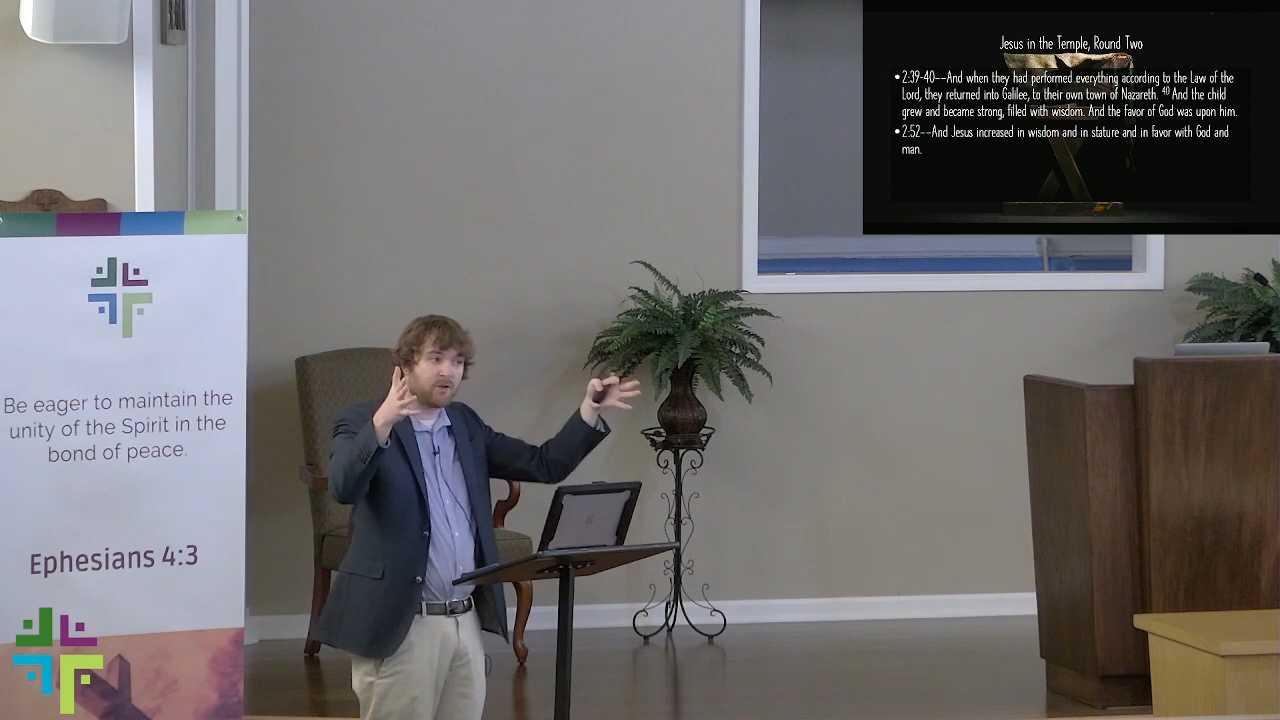 Jesus in the Temple, Round Two
• 2:39-40--And when they had performed everything according to the Law of the
Lord, they returned into Galilee, to their own town of Nazareth. 40 And the child
grew and became strong, filled with wisdom. And the favor of God was upon him.
• 2:52--And Jesus increased in wisdom and in stature and in favor with God and
man.
Be eager to maintain the
unity of the Spirit in the
bond of peace.
Ephesians 4:3